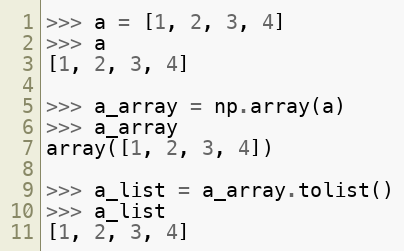 1 >>> a = [1, 2, 3, 4]
2 >>> a
3 [1, 2, 3, 4]
4
5 >>> a_array = np.array(a)
6 >>> a_array
7 array([1, 2, 3, 4])
8
9 >>> a_list = a_array.tolist()
10 >>> a_list
11 [1, 2, 3, 4]